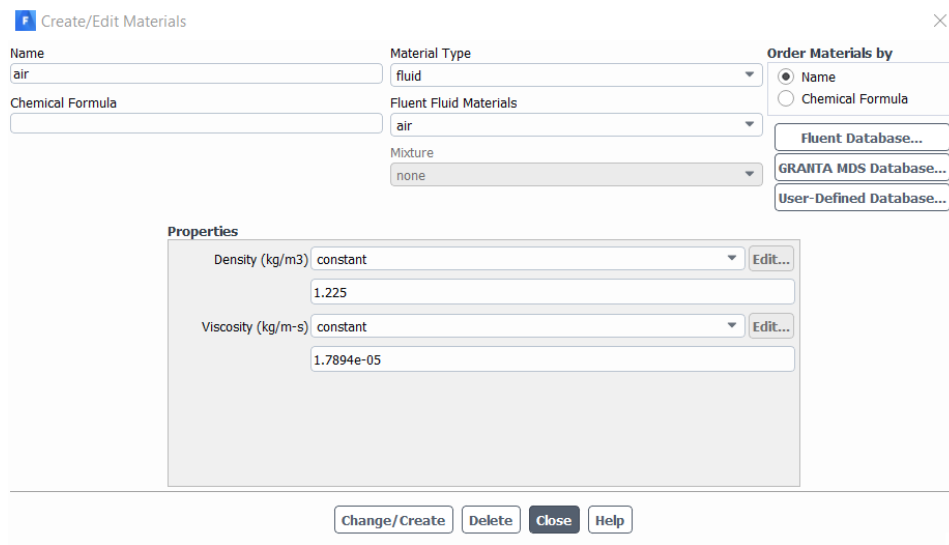 F Create/Edit Materials
Name
air
Chemical Formula
Material Type
fluid
Fluent Fluid Materials
air
Mixture
none
Order Materials by
Name
Chemical Formula
Fluent Database...
GRANTA MDS Database...
User-Defined Database...
Properties
Density (kg/m3) constant Edit...
1.225
Viscosity (kg/m-s) constant Edit...
1.7894e-05
Change/Create Delete Close Help